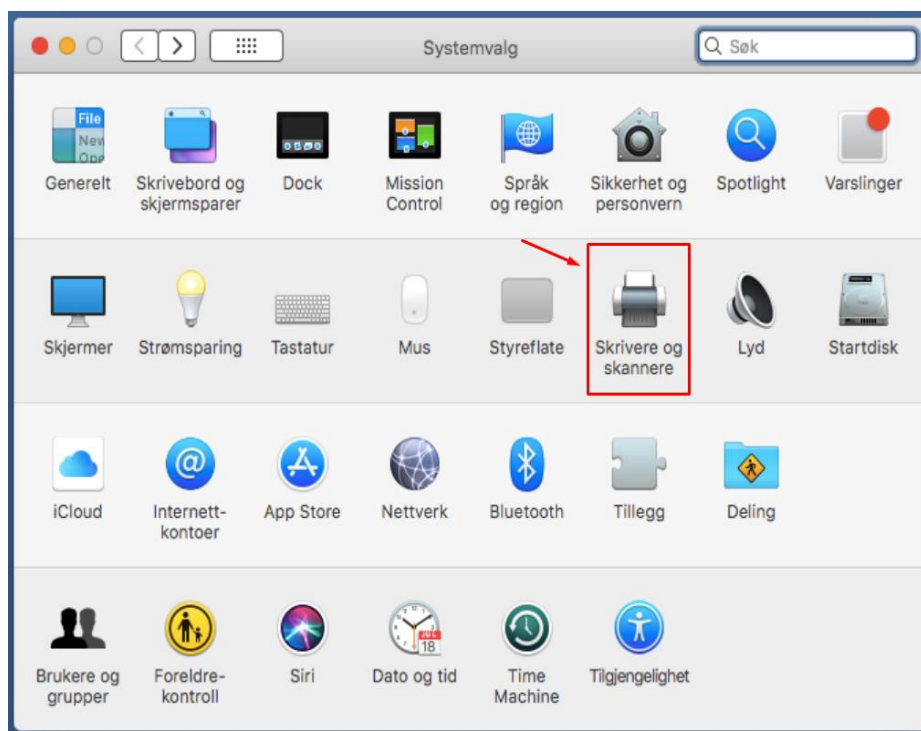 Systemvalg
Søk
File
New
Ope
Generelt
Skrivebord og
skjermsparer
Dock
Mission
Control
Språk
og region
Sikkerhet og
personvern
Spotlight
Varslinger
Skjermer
Strømsparing
Tastatur
Mus
Styreflate
Skrivere og
skannere
Lyd
Startdisk
iCloud
Internett-
kontoer
App Store
Nettverk
Bluetooth
Tillegg
Deling
Brukere og
grupper
Foreldre-
kontroll
Siri
JUL
18
Dato og tid
Time
Machine
Tilgjengelighet